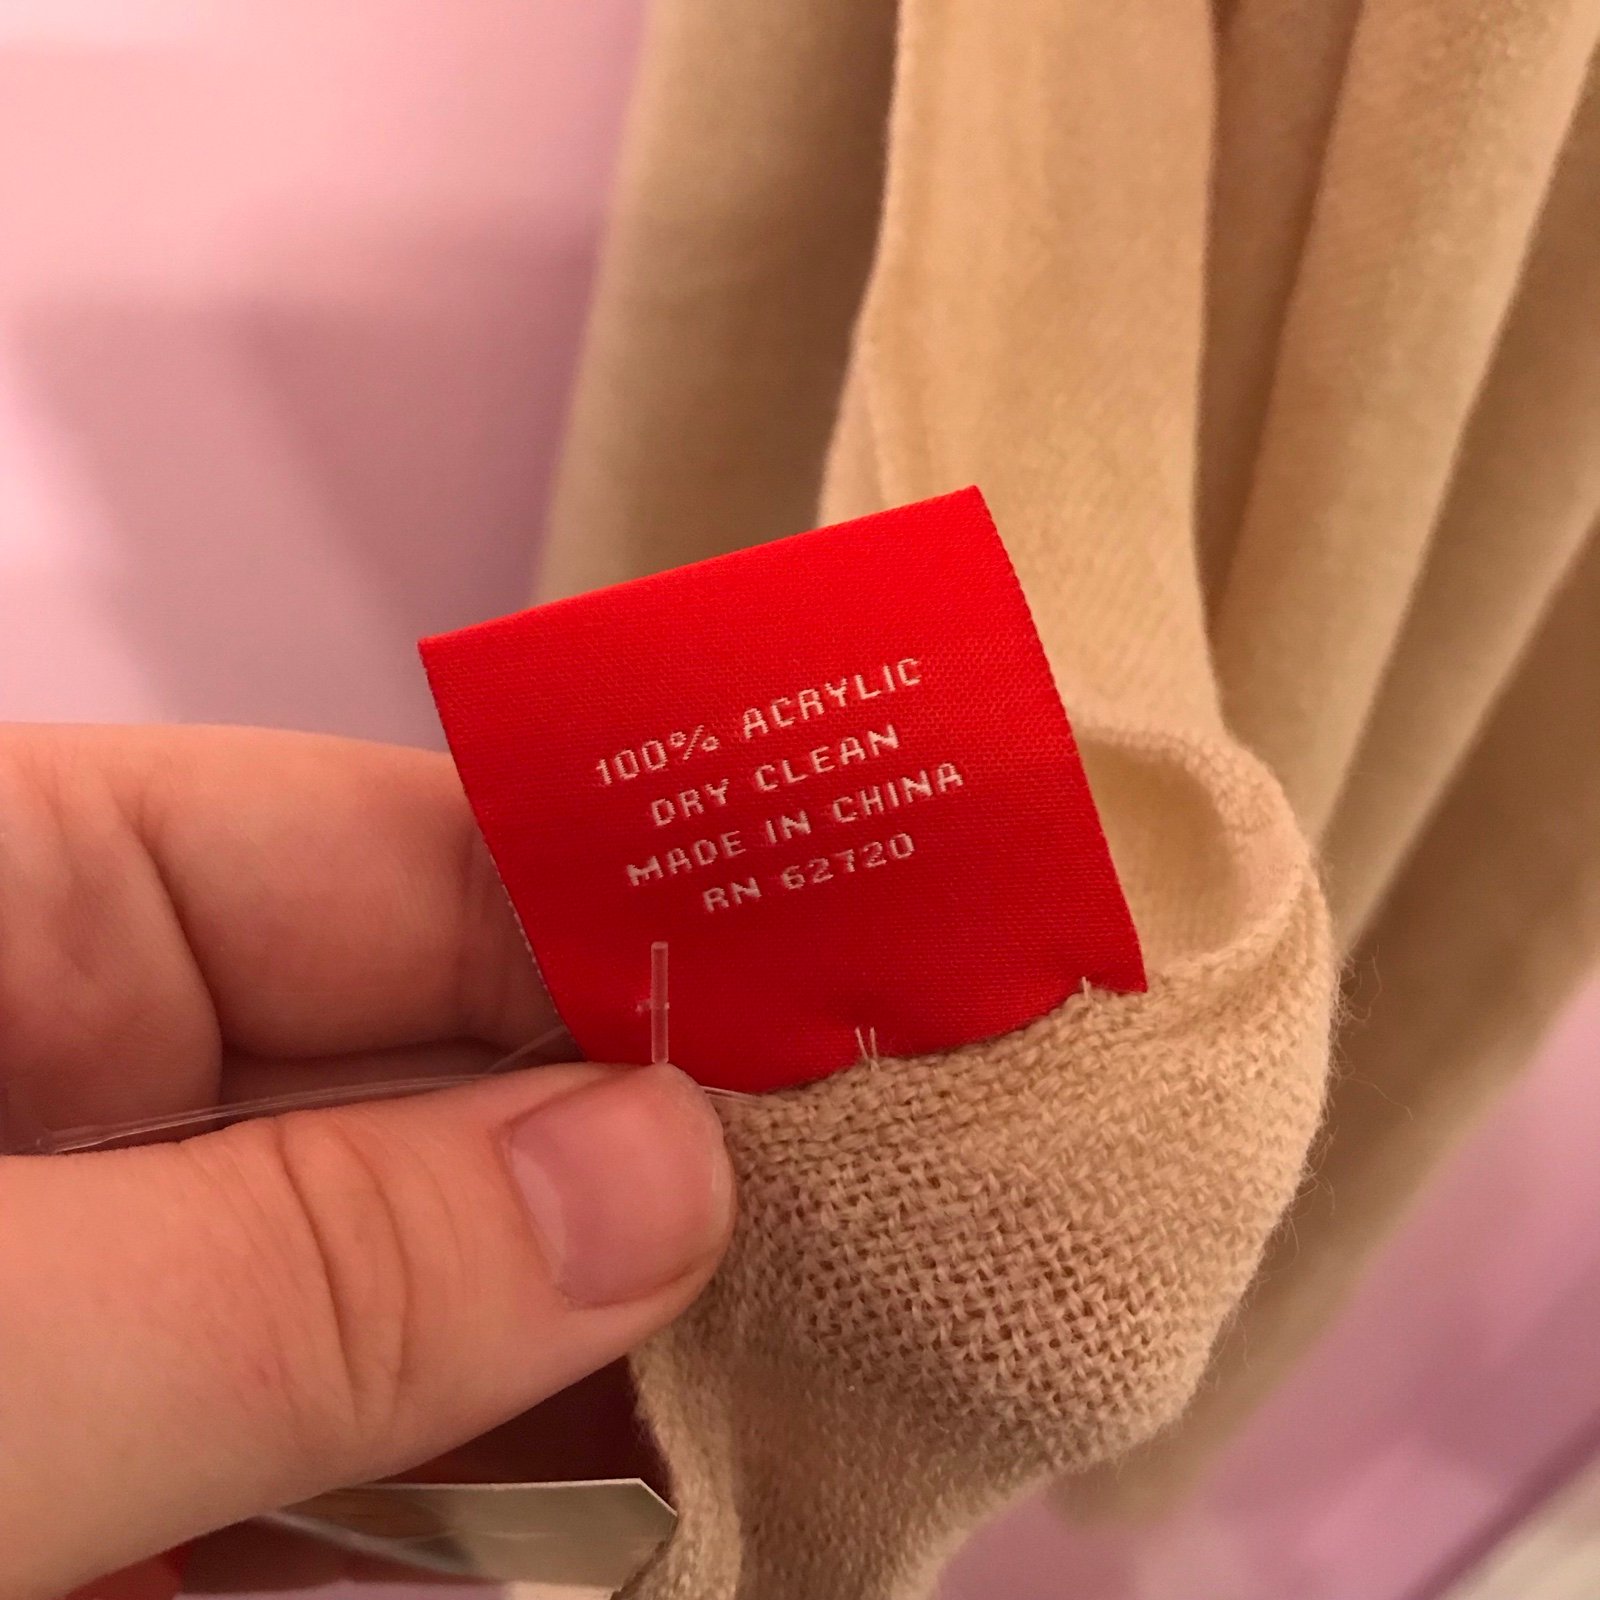 100% ACRYLIC
DRY CLEAN
MADE IN CHINA
RN 62720